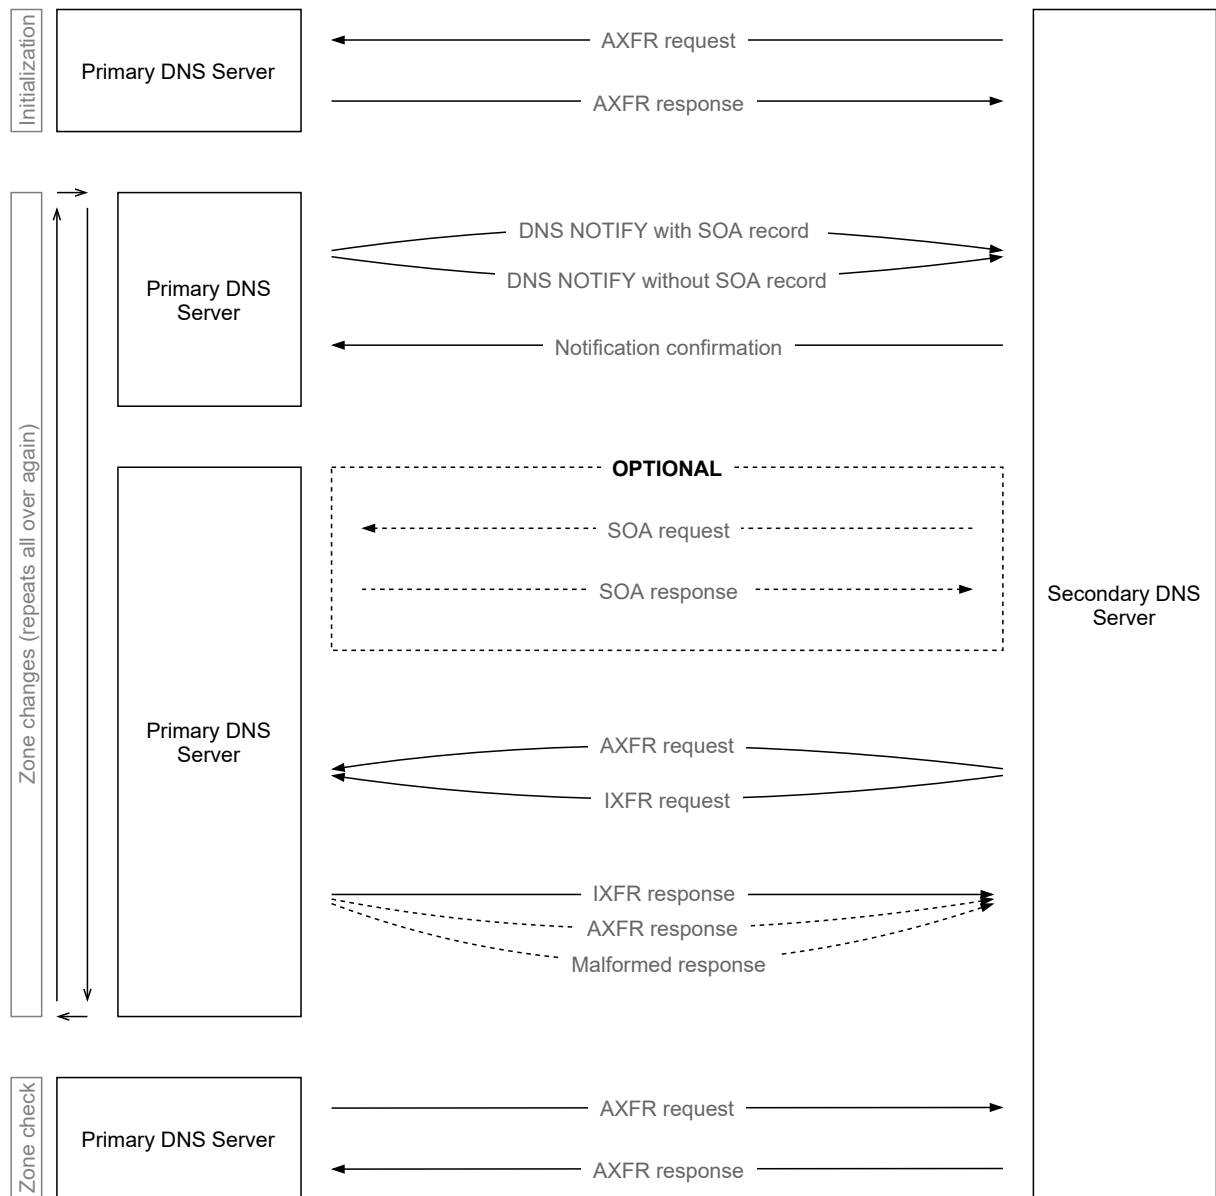 Initialization
Primary DNS Server
AXFR request
AXFR response
Zone changes (repeats all over again)
Primary DNS
Server
DNS NOTIFY with SOA record
DNS NOTIFY without SOA record
Notification confirmation
Primary DNS
Server
OPTIONAL
SOA request
SOA response
AXFR request
IXFR request
IXFR response
AXFR response
Malformed response
Secondary DNS
Server
Zone check
Primary DNS Server
AXFR request
AXFR response